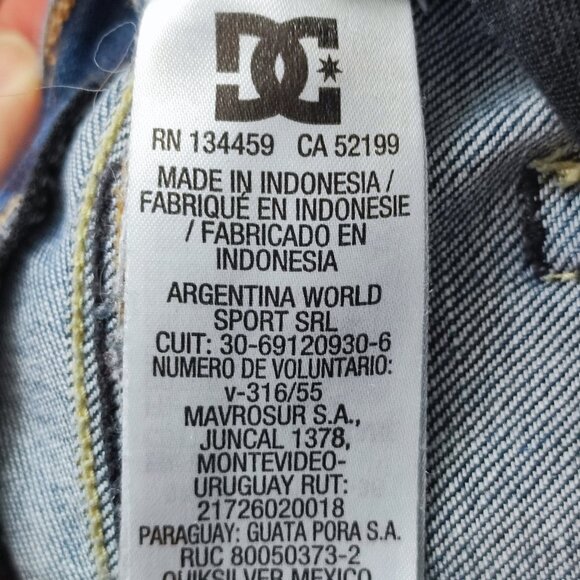 DC
RN 134459 CA 52199
MADE IN INDONESIA /
FABRIQUÉ EN INDONESIE
/ FABRICADO EN
INDONESIA
ARGENTINA WORLD
SPORT SRL
CUIT: 30-69120930-6
NUMERO DE VOLUNTARIO:
v-316/55
MAVROSUR S.A.,
JUNCAL 1378,
MONTEVIDEO-
URUGUAY RUT:
21726020018
PARAGUAY: GUATA PORA S.A.
RUC 80050373-2
QUIKSILVER MEXICO